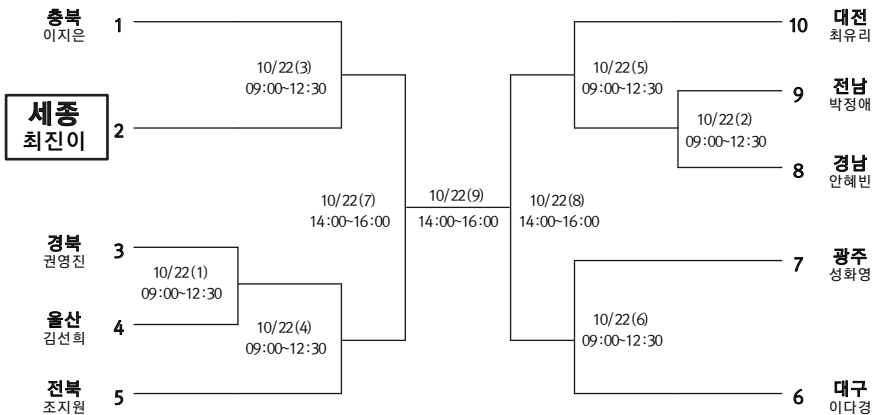 충북 1
이지은
세종 2
최진이
경북 3
권영진
울산 4
김선희
전북 5
조지원
10/22(3)
09:00~12:30
10/22(1)
09:00~12:30
10/22(4)
09:00~12:30
10/22(7)
14:00~16:00
10/22(9)
14:00~16:00
10/22(8)
14:00~16:00
10/22(5)
09:00~12:30
10/22(2)
09:00~12:30
10/22(6)
09:00~12:30
10 대전
최유리
9 전남
박정애
8 경남
안혜빈
7 광주
성화영
6 대구
이다경